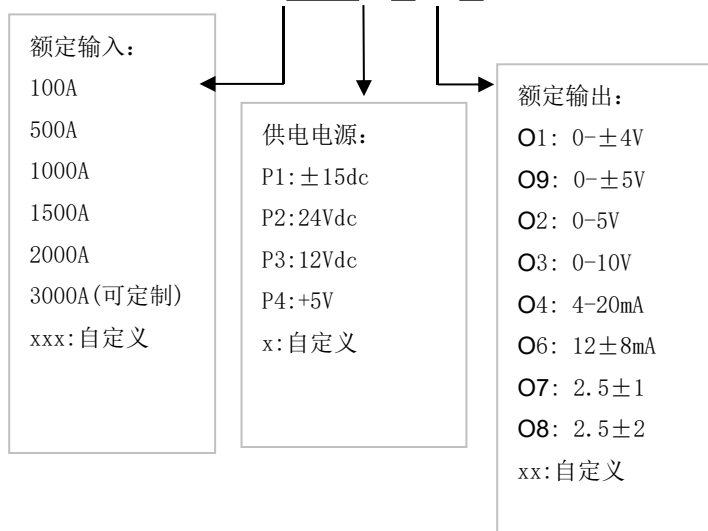 额定输入：
100A
500A
1000A
1500A
2000A
3000A(可定制)
xxx:自定义
供电电源：
P1:±15dc
P2:24Vdc
P3:12Vdc
P4:+5V
x:自定义
额定输出：
O1: 0-±4V
O9: 0-±5V
O2: 0-5V
O3: 0-10V
O4: 4-20mA
O6: 12±8mA
O7: 2.5±1
O8: 2.5±2
xx:自定义